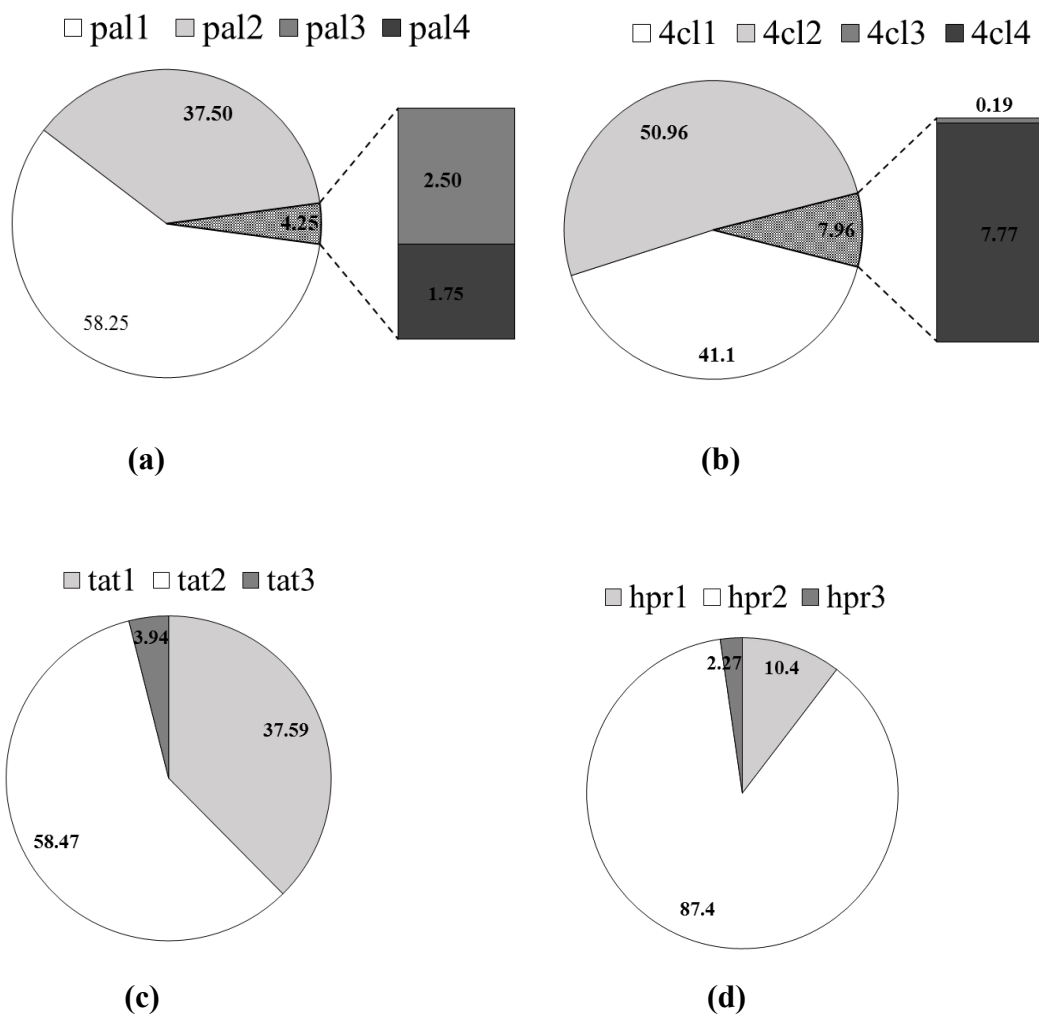 pal1 pal2 pal3 pal4
37.50
4.25
58.25
2.50
1.75
(a)
4cl1 4cl2 4cl3 4cl4
50.96
7.96
41.1
0.19
7.77
(b)
tat1 tat2 tat3
3.94
37.59
58.47
(c)
hpr1 hpr2 hpr3
2.27
10.4
87.4
(d)